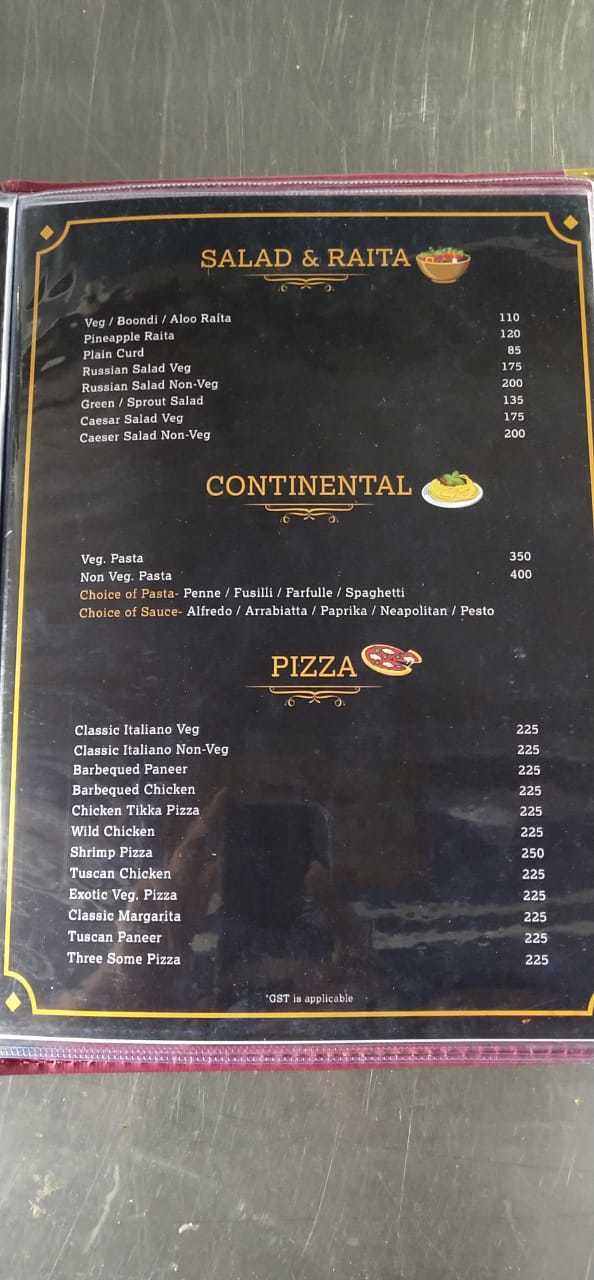 SALAD & RAITA
Veg / Boondi / Aloo Raita 110
Pineapple Raita 120
Plain Curd 85
Russian Salad Veg 175
Russian Salad Non-Veg 200
Green / Sprout Salad 135
Caesar Salad Veg 175
Caeser Salad Non-Veg 200
CONTINENTAL
Veg. Pasta 350
Non Veg. Pasta 400
Choice of Pasta- Penne / Fusilli / Farfulle / Spaghetti
Choice of Sauce- Alfredo / Arrabiatta / Paprika / Neapolitan / Pesto
PIZZA
Classic Italiano Veg 225
Classic Italiano Non-Veg 225
Barbequed Paneer 225
Barbequed Chicken 225
Chicken Tikka Pizza 225
Wild Chicken 225
Shrimp Pizza 250
Tuscan Chicken 225
Exotic Veg. Pizza 225
Classic Margarita 225
Tuscan Paneer 225
Three Some Pizza 225
*GST is applicable